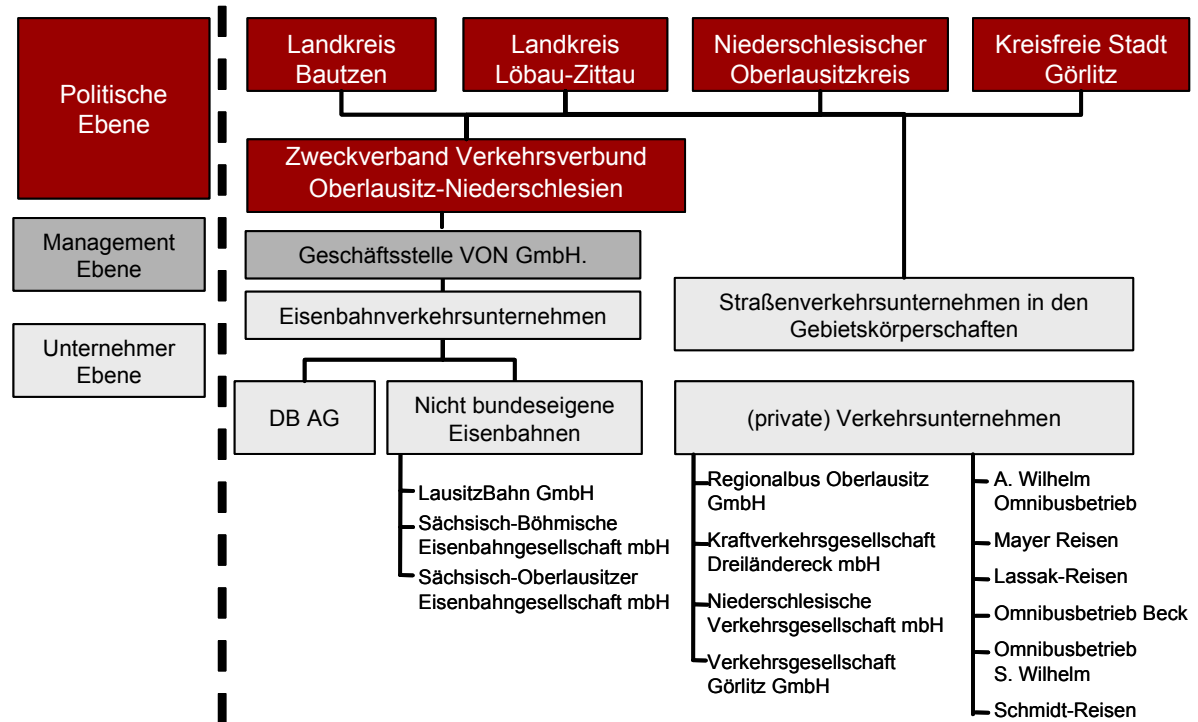 Politische
Ebene
Management
Ebene
Unternehmer
Ebene
Landkreis
Bautzen
Landkreis
Löbau-Zittau
Niederschlesischer
Oberlausitzkreis
Kreisfreie Stadt
Görlitz
Zweckverband Verkehrsverbund
Oberlausitz-Niederschlesien
Geschäftsstelle VON GmbH.
Eisenbahnverkehrsunternehmen
Straßenverkehrsunternehmen in den
Gebietskörperschaften
DB AG
Nicht bundeseigene
Eisenbahnen
(private) Verkehrsunternehmen
LausitzBahn GmbH
Sächsisch-Böhmische
Eisenbahngesellschaft mbH
Sächsisch-Oberlausitzer
Eisenbahngesellschaft mbH
Regionalbus Oberlausitz
GmbH
Kraftverkehrsgesellschaft
Dreiländereck mbH
Niederschlesische
Verkehrsgesellschaft mbH
Verkehrsgesellschaft
Görlitz GmbH
A. Wilhelm
Omnibusbetrieb
Mayer Reisen
Lassak-Reisen
Omnibusbetrieb Beck
Omnibusbetrieb
S. Wilhelm
Schmidt-Reisen